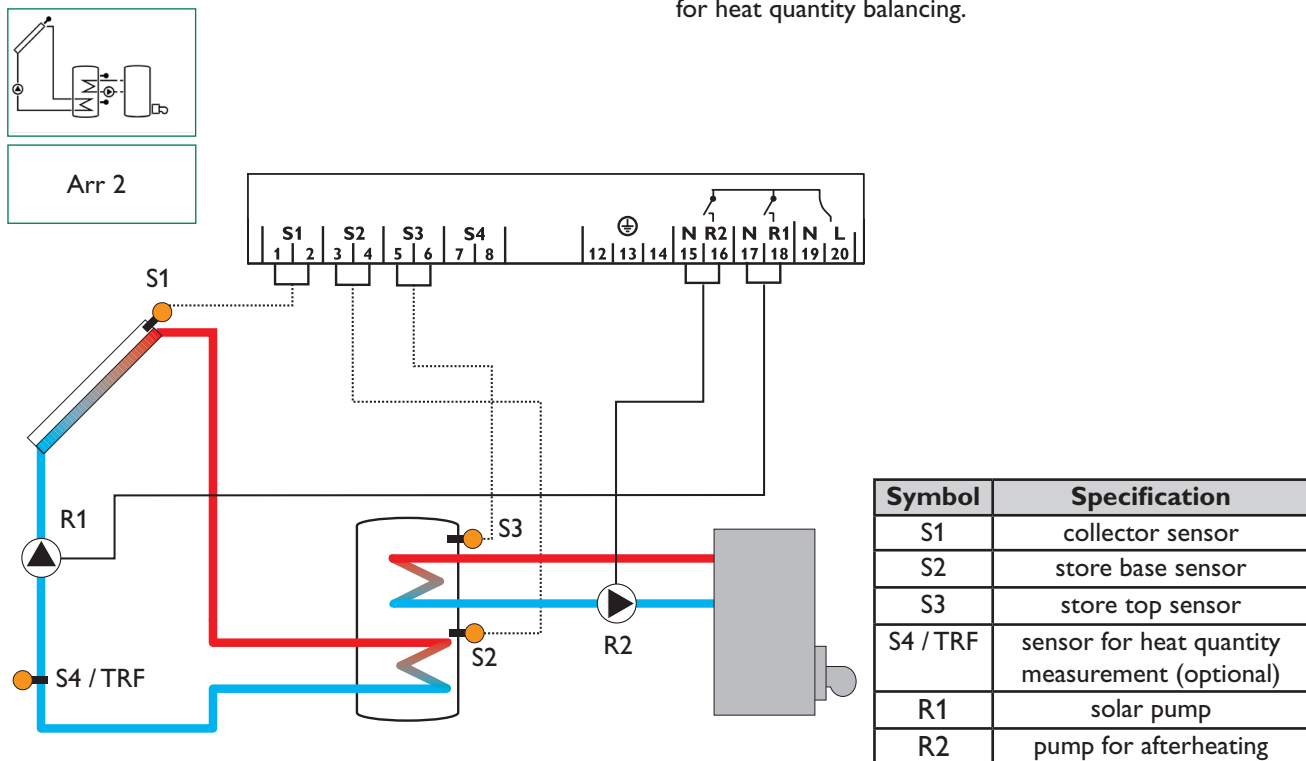 for heat quantity balancing.
Arr 2
S1 S2 S3 S4 N R2 N R1 N L
1 2 3 4 5 6 7 8 12 13 14 15 16 17 18 19 20
S1
R1
S3
S2
R2
S4 / TRF
Symbol Specification
S1 collector sensor
S2 store base sensor
S3 store top sensor
S4 / TRF sensor for heat quantity
measurement (optional)
R1 solar pump
R2 pump for afterheating